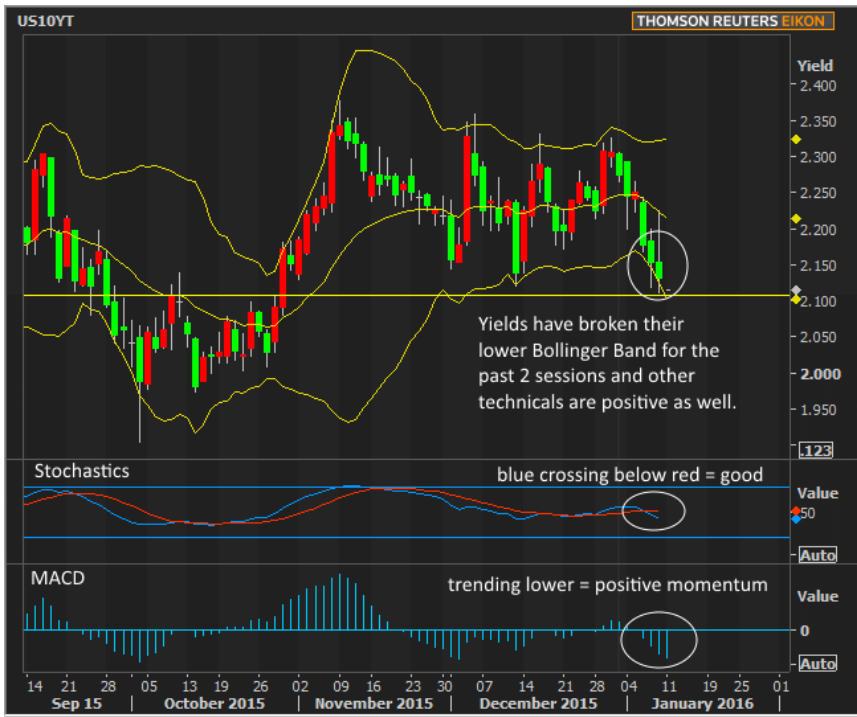 US10YT
THOMSON REUTERS EIKON
Yield
2.400
2.350
2.300
2.250
2.200
2.150
2.100
2.050
2.000
1.950
.123
Yields have broken their
lower Bollinger Band for the
past 2 sessions and other
technicals are positive as well.
Stochastics
blue crossing below red = good
Value
50
Auto
MACD
trending lower = positive momentum
Value
0
Auto
14 21 28 05 13 19 26 02 09 16 23 30 07 14 21 28 04 11 19 25 01
Sep 15 October 2015 November 2015 December 2015 January 2016